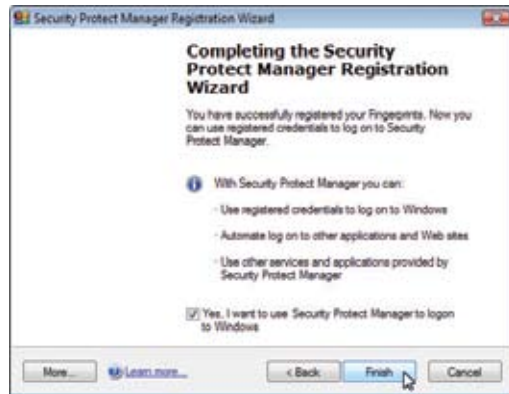 Security Protect Manager Registration Wizard
Completing the Security
Protect Manager Registration
Wizard
You have successfully registered your Fingerprints. Now you
can use registered credentials to log on to Security
Protect Manager.
With Security Protect Manager you can:
· Use registered credentials to log on to Windows
· Automate log on to other applications and Web sites
· Use other services and applications provided by
Security Protect Manager
Yes, I want to use Security Protect Manager to logon
to Windows
More... Learn more... < Back Finish Cancel